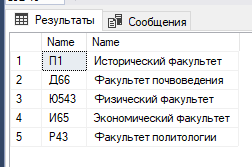 Результаты Сообщения
Name Name
1 П1 Исторический факультет
2 Д66 Факультет почвоведения
3 Ю543 Физический факультет
4 И65 Экономический факультет
5 Р43 Факультет политологии